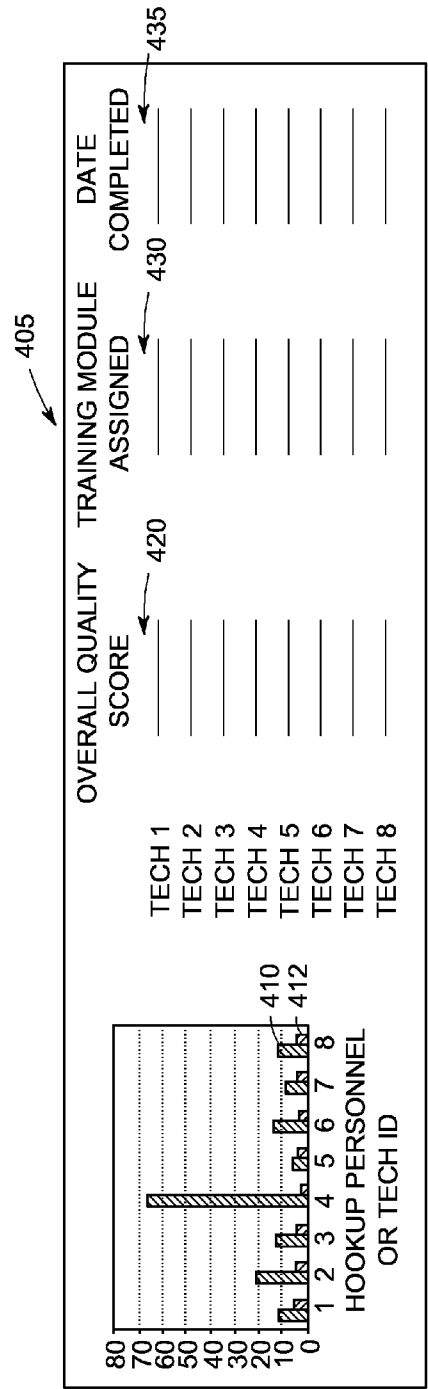 405
OVERALL QUALITY SCORE
TRAINING MODULE ASSIGNED
DATE COMPLETED
420
430
435
TECH 1
TECH 2
TECH 3
TECH 4
TECH 5
TECH 6
TECH 7
TECH 8
80
70
60
50
40
30
20
10
0
410
412
1 2 3 4 5 6 7 8
HOOKUP PERSONNEL
OR TECH ID